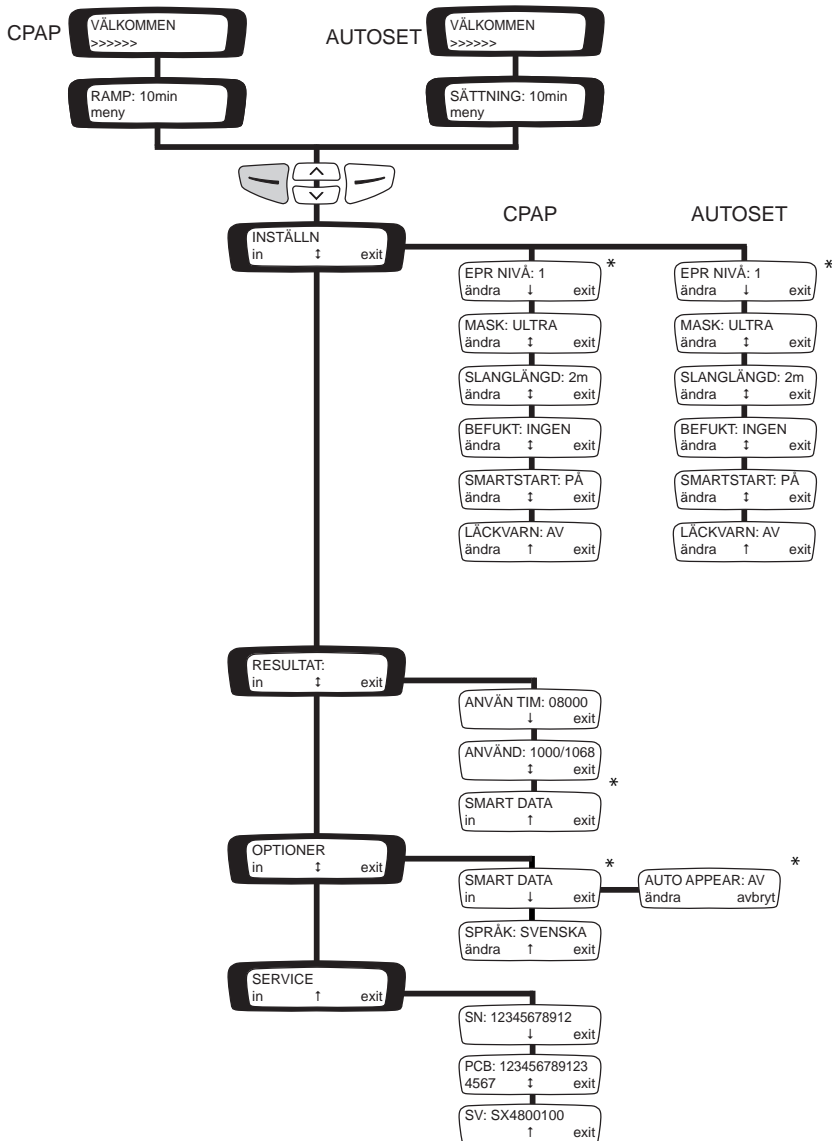 CPAP
VÄLKOMMEN
>>>>>>
RAMP: 10min
meny
AUTOSET
VÄLKOMMEN
>>>>>>
SÄTTNING: 10min
meny
INSTÄLLN
in ↕ exit
CPAP
EPR NIVÅ: 1 *
ändra ↓ exit
MASK: ULTRA
ändra ↕ exit
SLANGLÄNGD: 2m
ändra ↕ exit
BEFUKT: INGEN
ändra ↕ exit
SMARTSTART: PÅ
ändra ↕ exit
LÄCKVARN: AV
ändra ↑ exit
AUTOSET
EPR NIVÅ: 1 *
ändra ↓ exit
MASK: ULTRA
ändra ↕ exit
SLANGLÄNGD: 2m
ändra ↕ exit
BEFUKT: INGEN
ändra ↕ exit
SMARTSTART: PÅ
ändra ↕ exit
LÄCKVARN: AV
ändra ↑ exit
RESULTAT:
in ↕ exit
ANVÄN TIM: 08000
↓ exit
ANVÄND: 1000/1068
↕ exit
SMART DATA *
in ↑ exit
OPTIONER
in ↕ exit
SMART DATA *
in ↓ exit
AUTO APPEAR: AV *
ändra avbryt
SPRÅK: SVENSKA
ändra ↑ exit
SERVICE
in ↑ exit
SN: 12345678912
↓ exit
PCB: 123456789123
4567 ↕ exit
SV: SX4800100
↑ exit